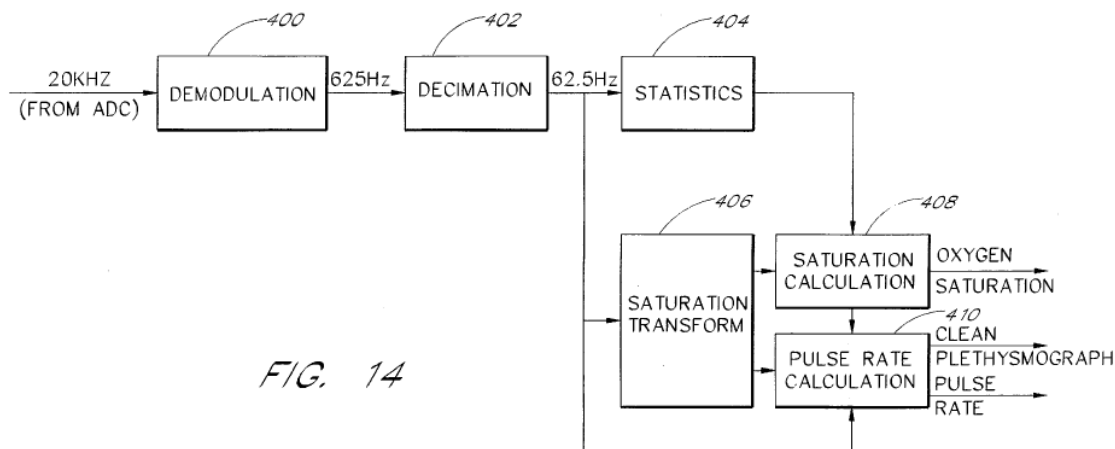 400
402
404
20KHZ
(FROM ADC)
DEMODULATION
625Hz
DECIMATION
62.5Hz
STATISTICS
406
408
SATURATION
TRANSFORM
SATURATION
CALCULATION
OXYGEN
SATURATION
410
PULSE RATE
CALCULATION
CLEAN
PLETHYSMOGRAPH
PULSE
RATE
FIG. 14